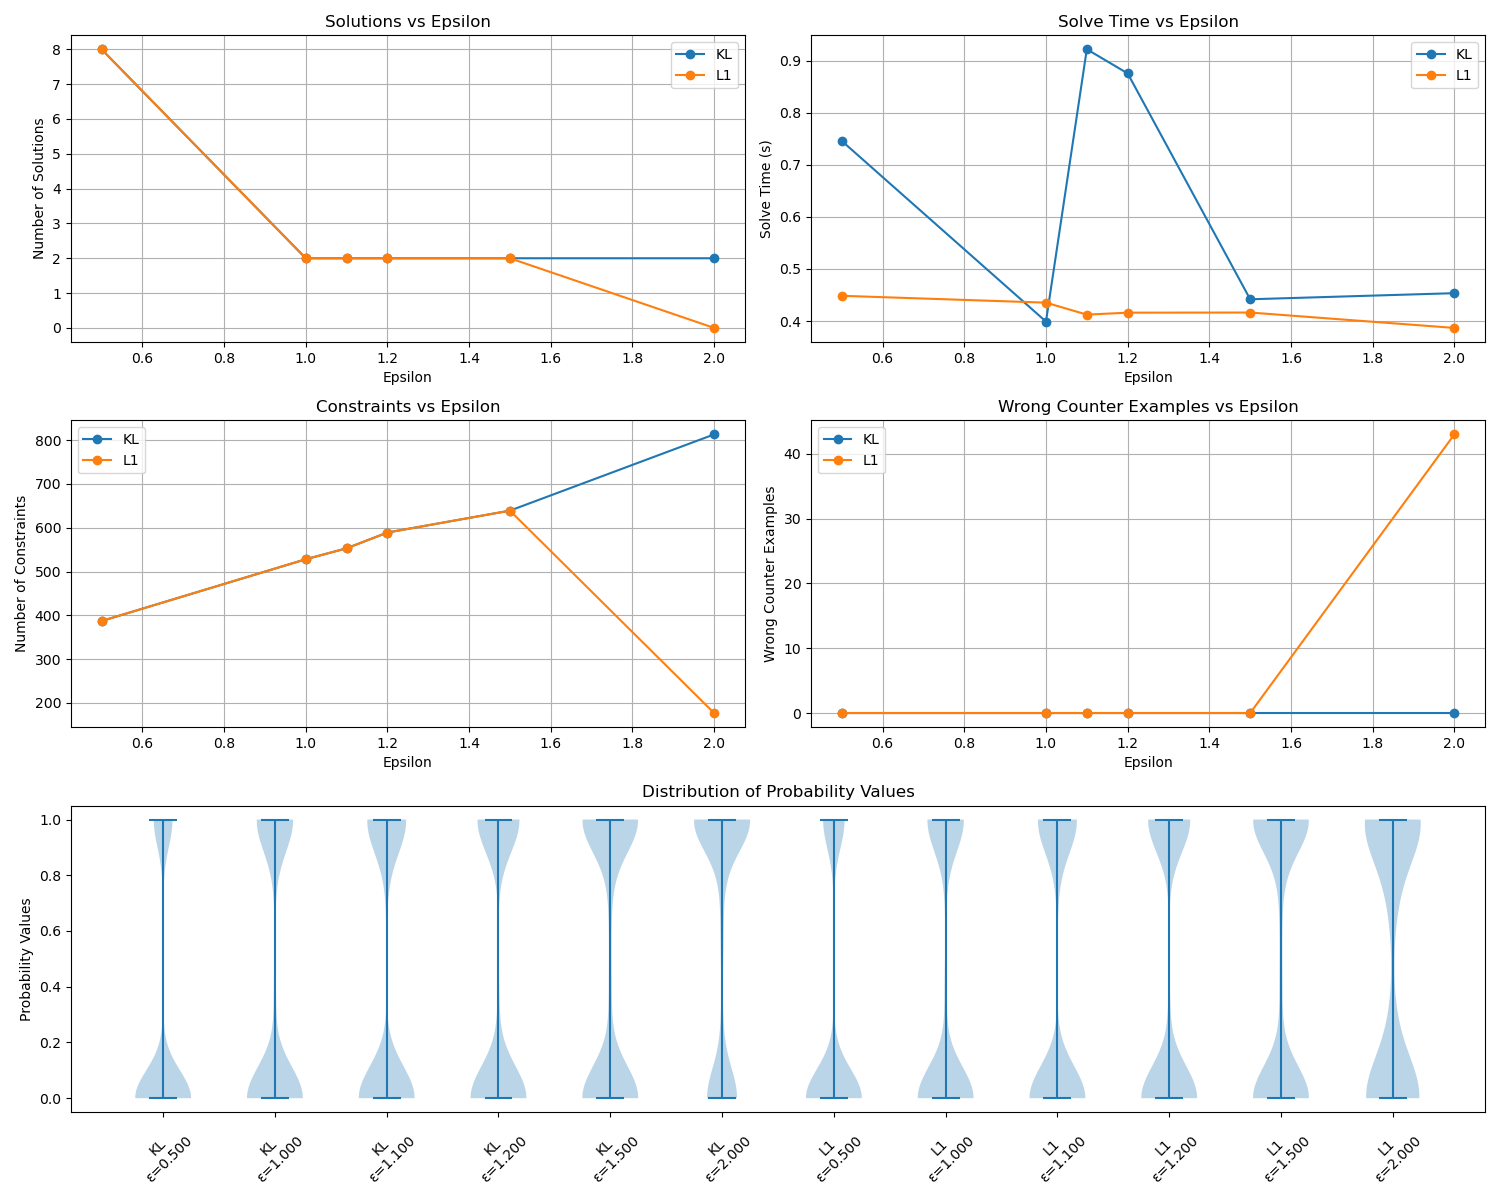 Solutions vs Epsilon
Number of Solutions
8
7
6
5
4
3
2
1
0
KL
L1
0.6 0.8 1.0 1.2 1.4 1.6 1.8 2.0
Epsilon
Solve Time vs Epsilon
Solve Time (s)
0.9
0.8
0.7
0.6
0.5
0.4
KL
L1
0.6 0.8 1.0 1.2 1.4 1.6 1.8 2.0
Epsilon
Constraints vs Epsilon
Number of Constraints
800
700
600
500
400
300
200
KL
L1
0.6 0.8 1.0 1.2 1.4 1.6 1.8 2.0
Epsilon
Wrong Counter Examples vs Epsilon
Wrong Counter Examples
40
30
20
10
0
KL
L1
0.6 0.8 1.0 1.2 1.4 1.6 1.8 2.0
Epsilon
Distribution of Probability Values
Probability Values
1.0
0.8
0.6
0.4
0.2
0.0
KL
ε=0.500
KL
ε=1.000
KL
ε=1.100
KL
ε=1.200
KL
ε=1.500
KL
ε=2.000
L1
ε=0.500
L1
ε=1.000
L1
ε=1.100
L1
ε=1.200
L1
ε=1.500
L1
ε=2.000